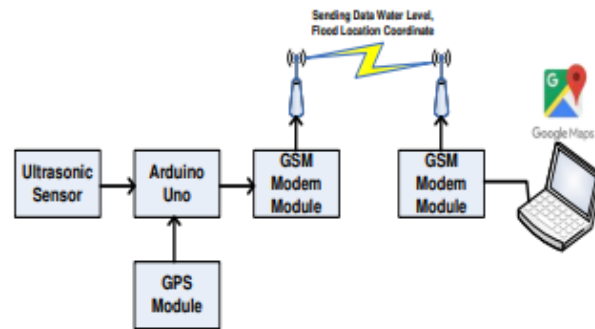 Sending Data Water Level,
Flood Location Coordinate
G
Google Maps
Ultrasonic
Sensor
Arduino
Uno
GSM
Modem
Module
GSM
Modem
Module
GPS
Module